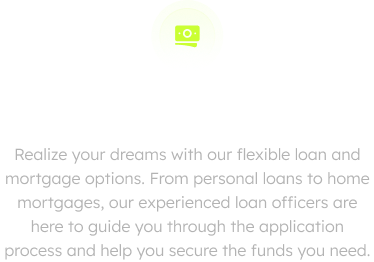 Realize your dreams with our flexible loan and
mortgage options. From personal loans to home
mortgages, our experienced loan officers are
here to guide you through the application
process and help you secure the funds you need.